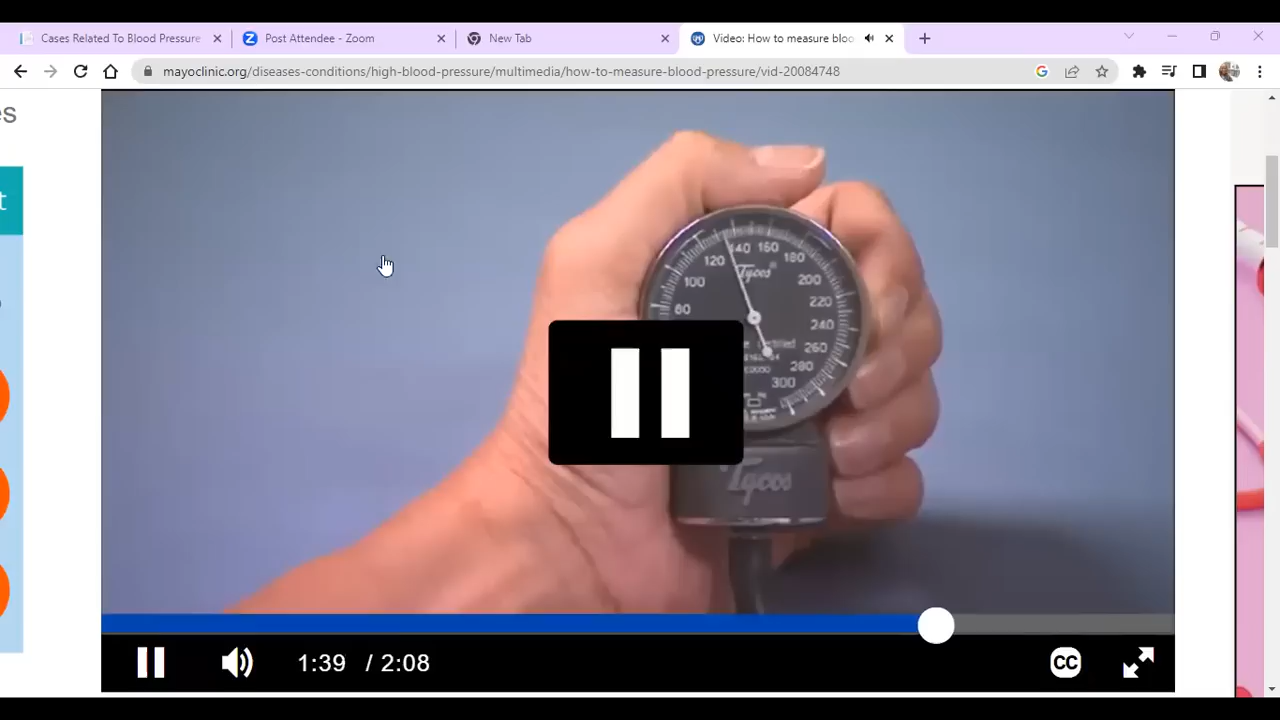 Cases Related To Blood Pressure
Post Attendee - Zoom
New Tab
Video: How to measure bloo
mayoclinic.org/diseases-conditions/high-blood-pressure/multimedia/how-to-measure-blood-pressure/vid-20084748
es
t
140 160
120 180
Tycos
100 200
220
80
240
260
280
300
Tycos
1:39 / 2:08
CC